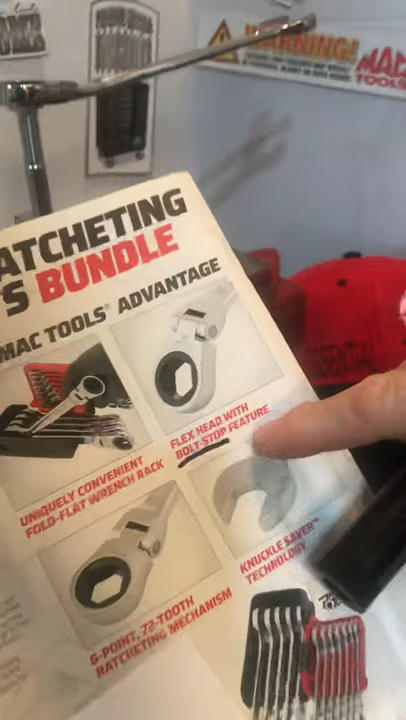 WARNING!
MAC
TOOLS
ATCHETING
'S BUNDLE
MAC TOOLS® ADVANTAGE
UNIQUELY CONVENIENT
FOLD-FLAT WRENCH RACK
FLEX HEAD WITH
BOLT-STOP FEATURE
6-POINT, 72-TOOTH
RATCHETING MECHANISM
KNUCKLE SAVER™
TECHNOLOGY